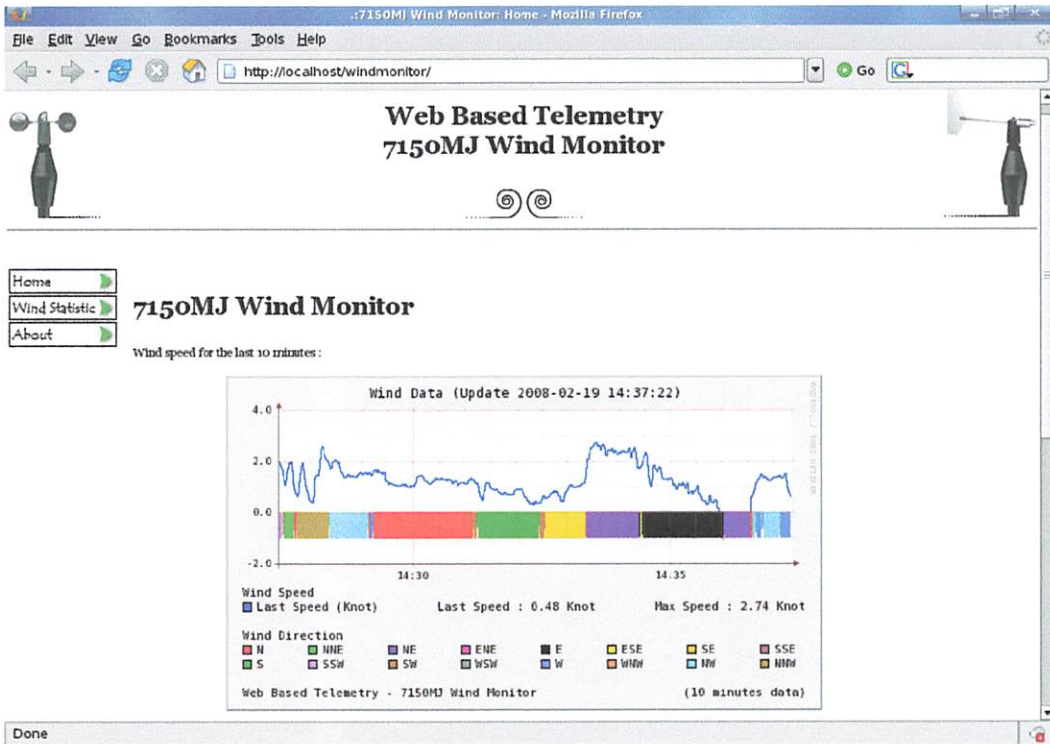 .:7150MJ Wind Monitor: Home - Mozilla Firefox
File Edit View Go Bookmarks Tools Help
http://localhost/windmonitor/
Go
G
Web Based Telemetry
7150MJ Wind Monitor
Home
Wind Statistic
About
7150MJ Wind Monitor
Wind speed for the last 10 minutes :
Wind Data (Update 2008-02-19 14:37:22)
4.0
2.0
0.0
-2.0
14:30 14:35
Wind Speed
Last Speed (Knot) Last Speed : 0.48 Knot Max Speed : 2.74 Knot
Wind Direction
N NNE NE ENE E ESE SE SSE
S SSW SW WSW W WNW NW NNW
Web Based Telemetry - 7150MJ Wind Monitor (10 minutes data)
Done